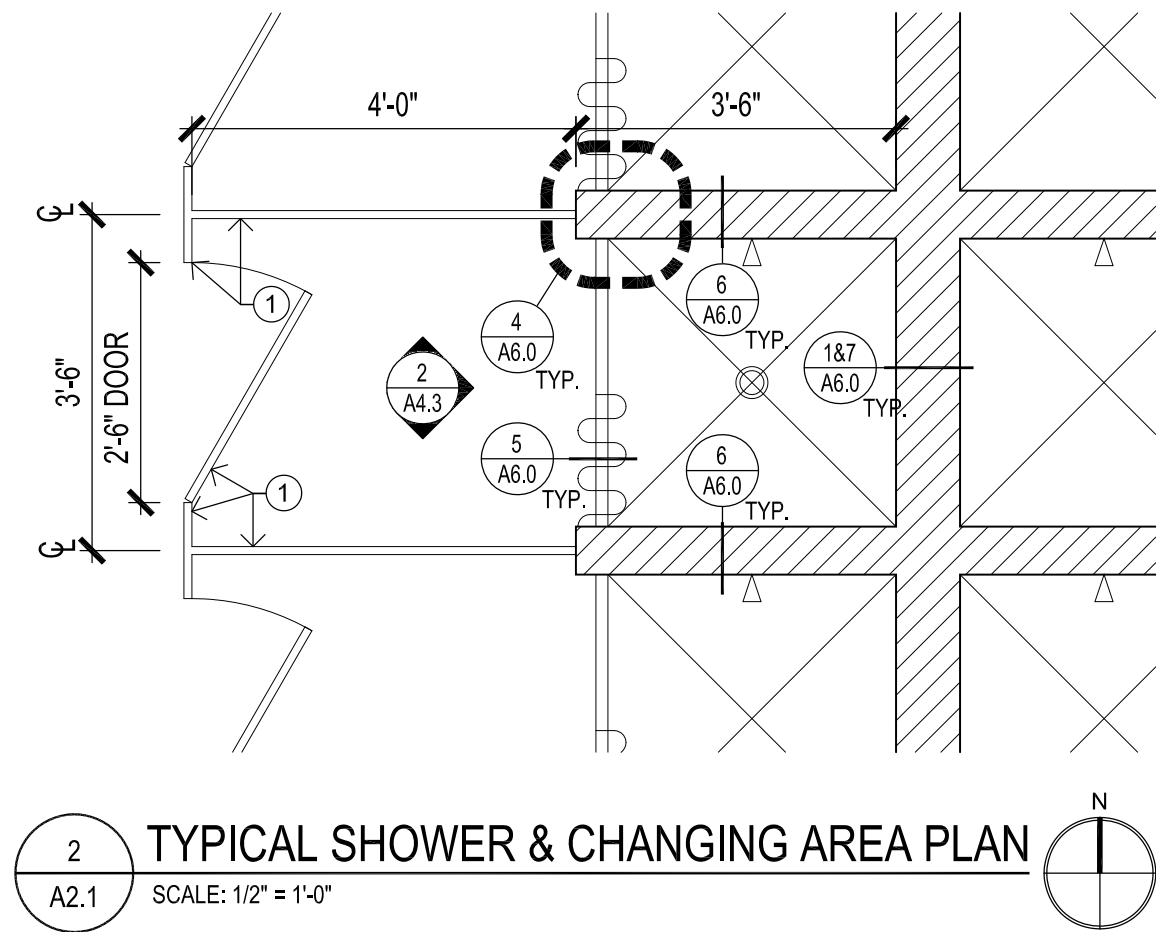 4'-0"
3'-6"
℄
1
6
A6.0
TYP.
4
A6.0
TYP.
1&7
A6.0
TYP.
3'-6"
2'-6" DOOR
2
A4.3
5
A6.0
TYP.
6
A6.0
TYP.
1
℄
N
2
A2.1
TYPICAL SHOWER & CHANGING AREA PLAN
SCALE: 1/2" = 1'-0"